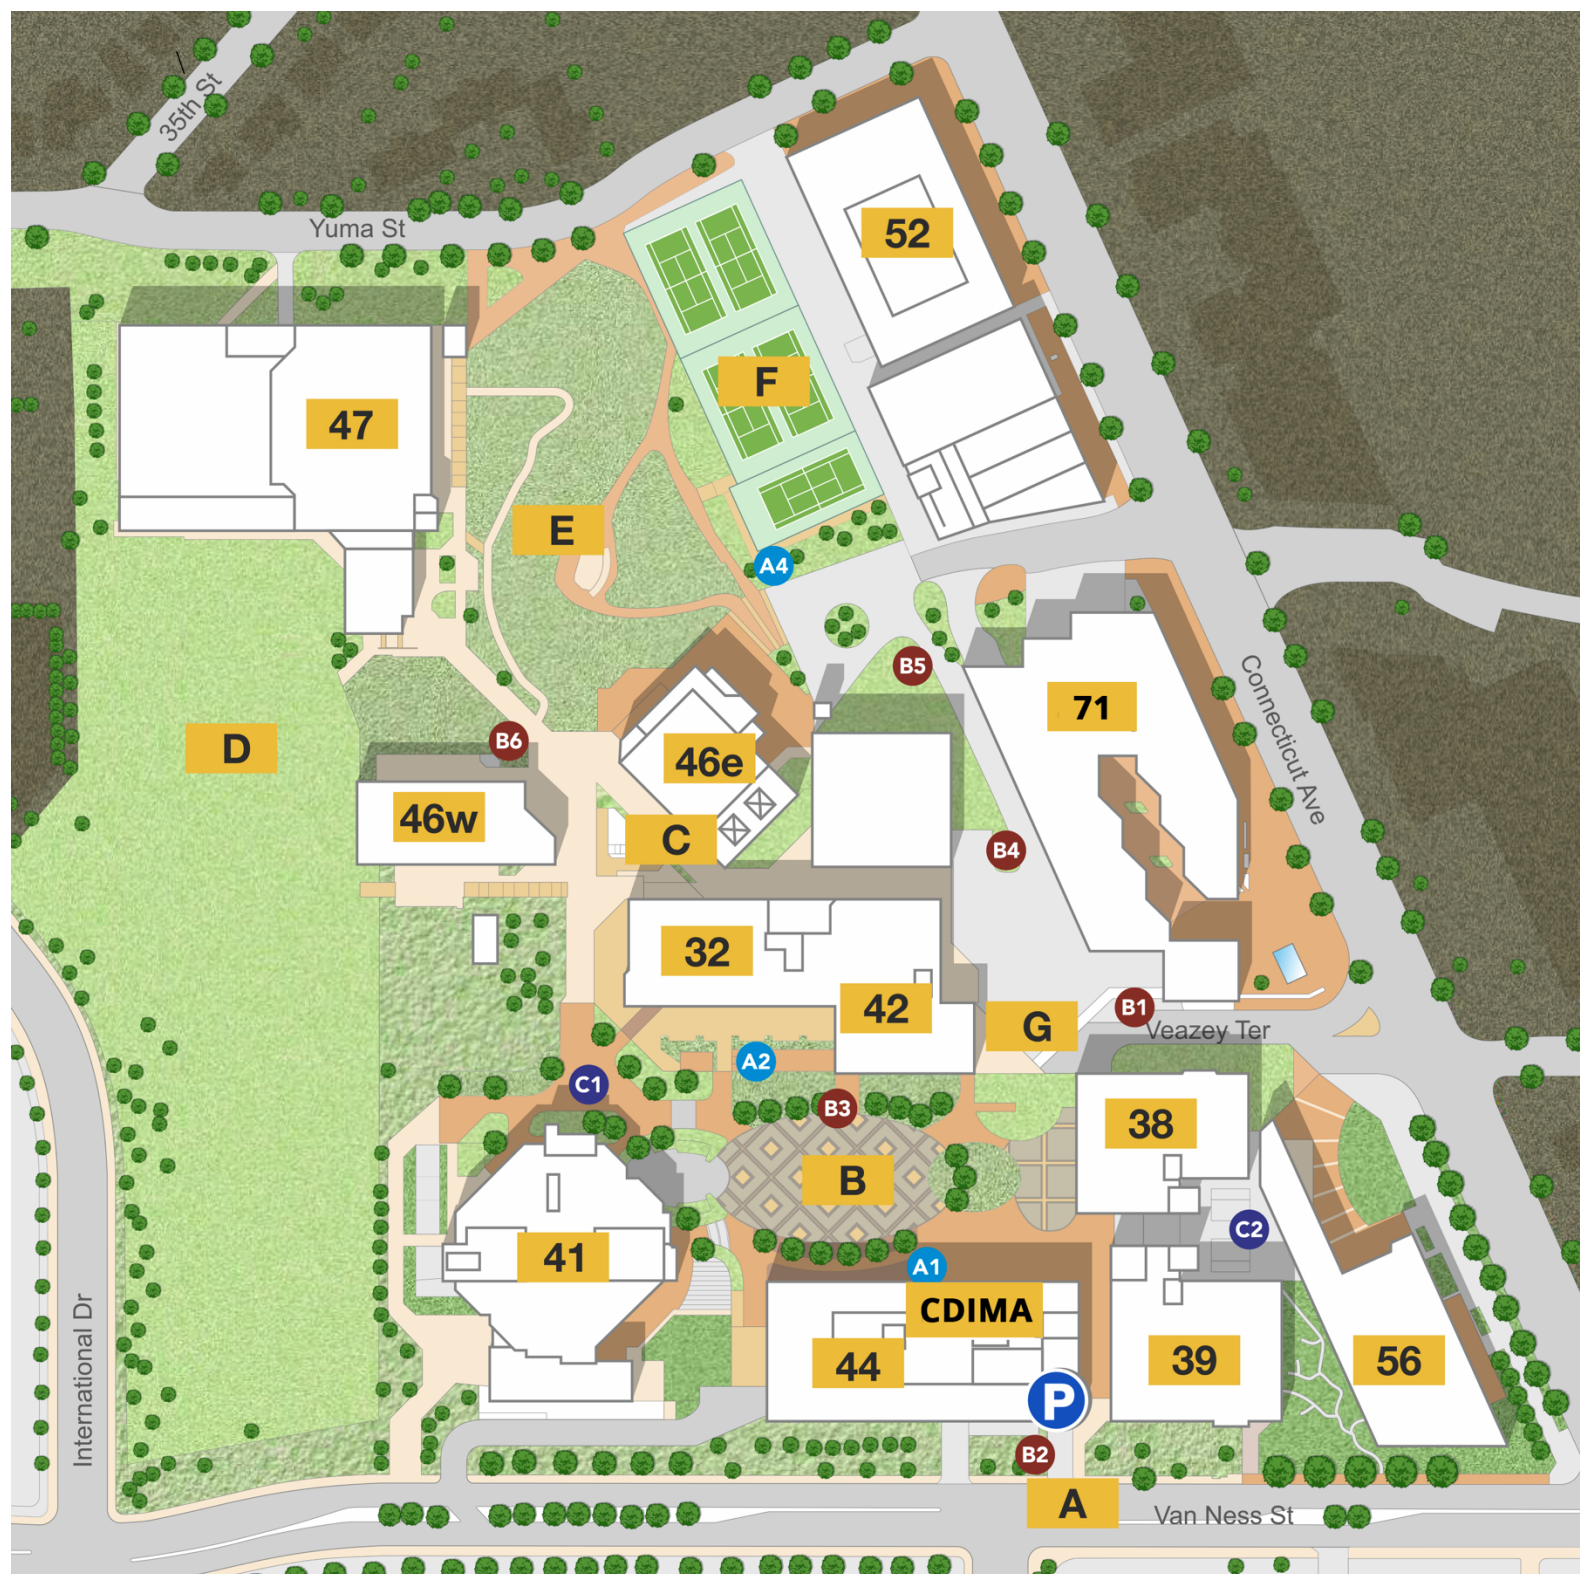 35th St
Yuma St
52
F
47
E
A4
B5
71
Connecticut Ave
D
B6
46e
46w
C
B4
32
42
G
B1
Veazey Ter
A2
C1
B3
38
B
C2
41
A1
CDIMA
44
39
56
P
International Dr
B2
A
Van Ness St